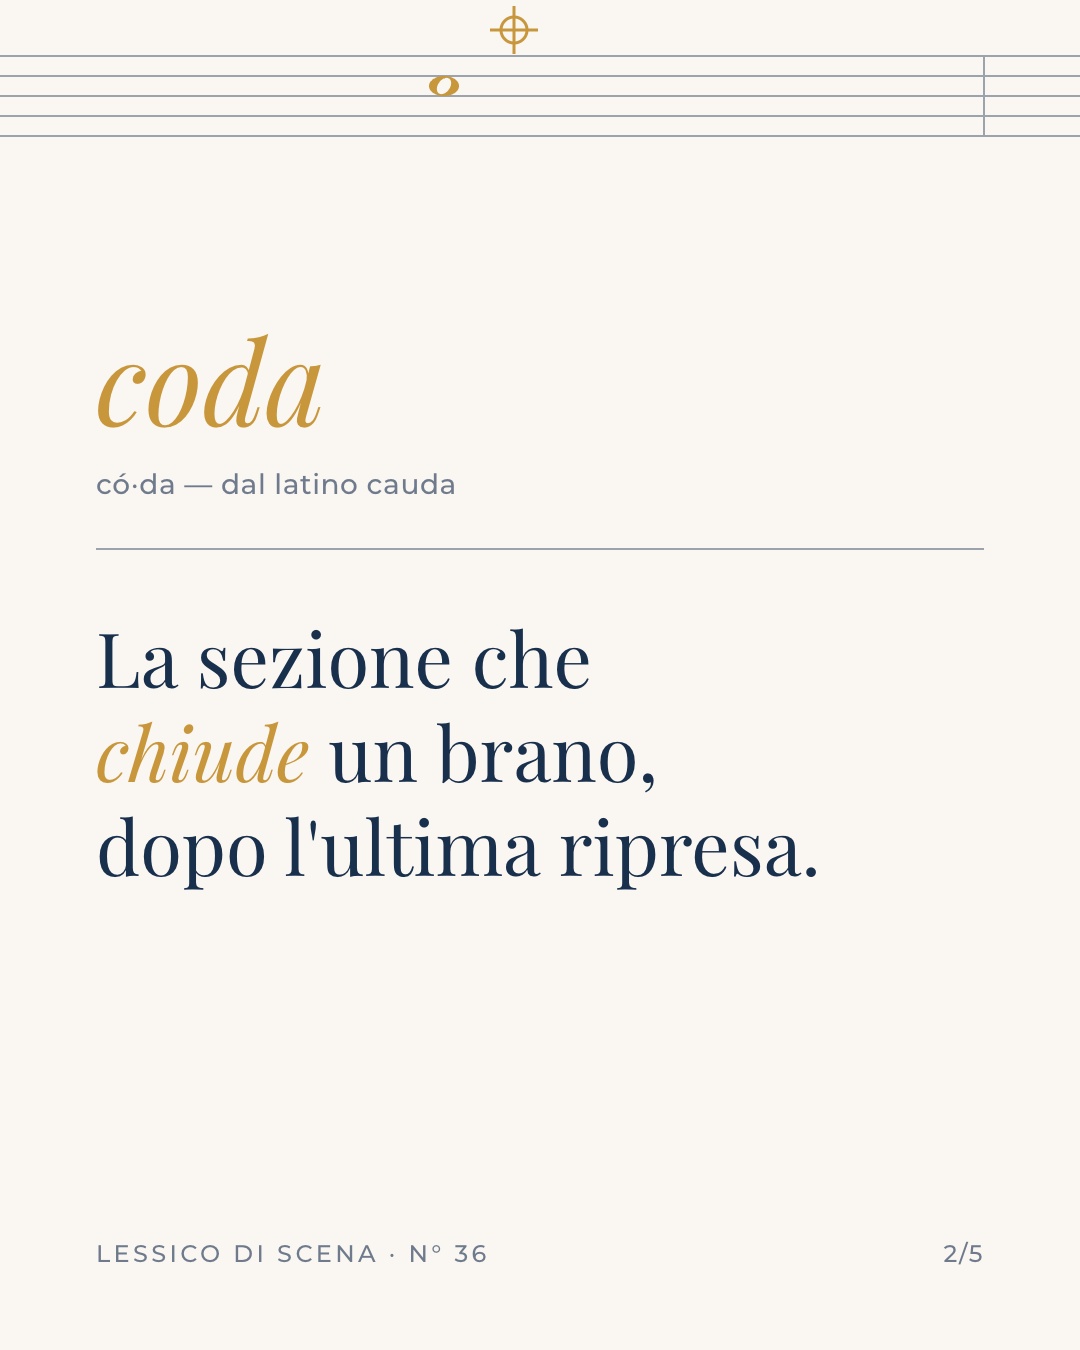 coda
có·da — dal latino cauda
La sezione che
chiude un brano,
dopo l'ultima ripresa.
LESSICO DI SCENA · N° 36
2/5